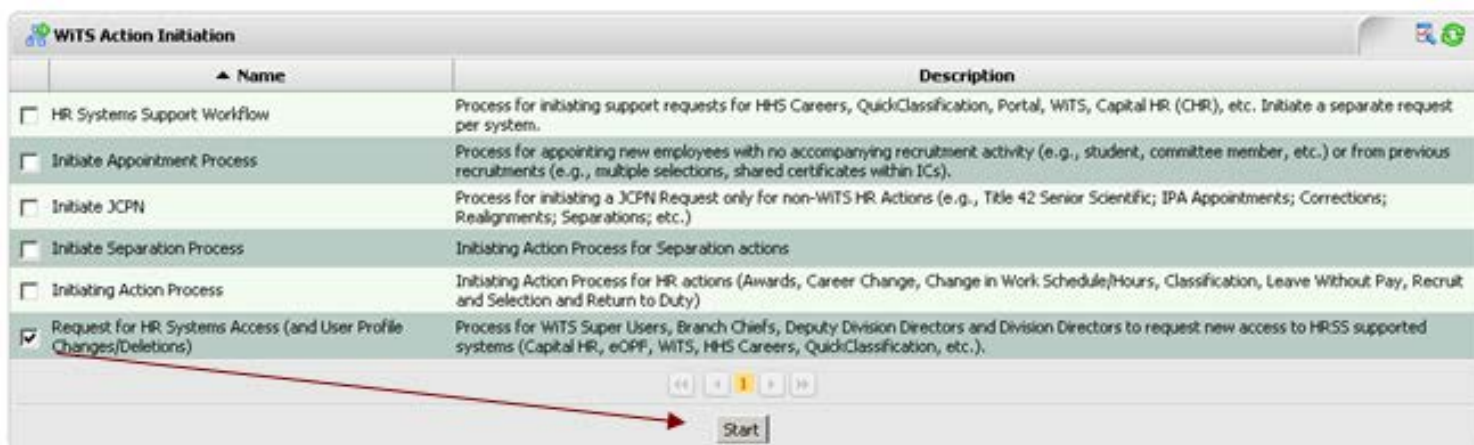 WiTS Action Initiation
▲ Name Description
HR Systems Support Workflow
Process for initiating support requests for HHS Careers, QuickClassification, Portal, WiTS, Capital HR (CHR), etc. Initiate a separate request
per system.
Initiate Appointment Process
Process for appointing new employees with no accompanying recruitment activity (e.g., student, committee member, etc.) or from previous
recruitments (e.g., multiple selections, shared certificates within ICs).
Initiate JCPN
Process for initiating a JCPN Request only for non-WiTS HR Actions (e.g., Title 42 Senior Scientific; IPA Appointments; Corrections;
Realignments; Separations; etc.)
Initiate Separation Process
Initiating Action Process for Separation actions
Initiating Action Process
Initiating Action Process for HR actions (Awards, Career Change, Change in Work Schedule/Hours, Classification, Leave Without Pay, Recruit
and Selection and Return to Duty)
Request for HR Systems Access (and User Profile
Changes/Deletions)
Process for WiTS Super Users, Branch Chiefs, Deputy Division Directors and Division Directors to request new access to HRSS supported
systems (Capital HR, eOPF, WiTS, HHS Careers, QuickClassification, etc.).
1
Start